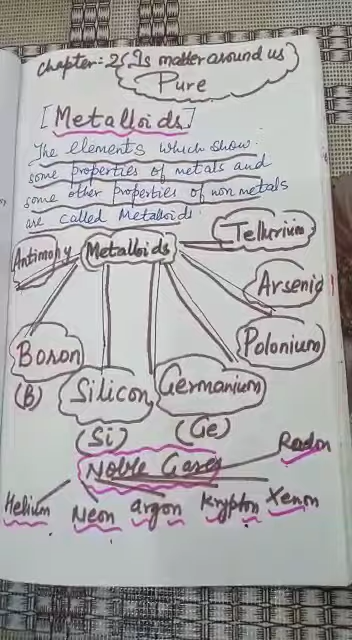 Chapter:2 Is matter around us
Pure
[Metalloids]
The elements which show
some properties of metals and
some other properties of non metals
are called Metalloids.
Tellurium
Antimony Metalloids
Arsenic
Polonium
Boron
(B)
Silicon
(Si)
Germanium
(Ge)
Noble Gases
Radon
Helium Neon argon Krypton Xenon